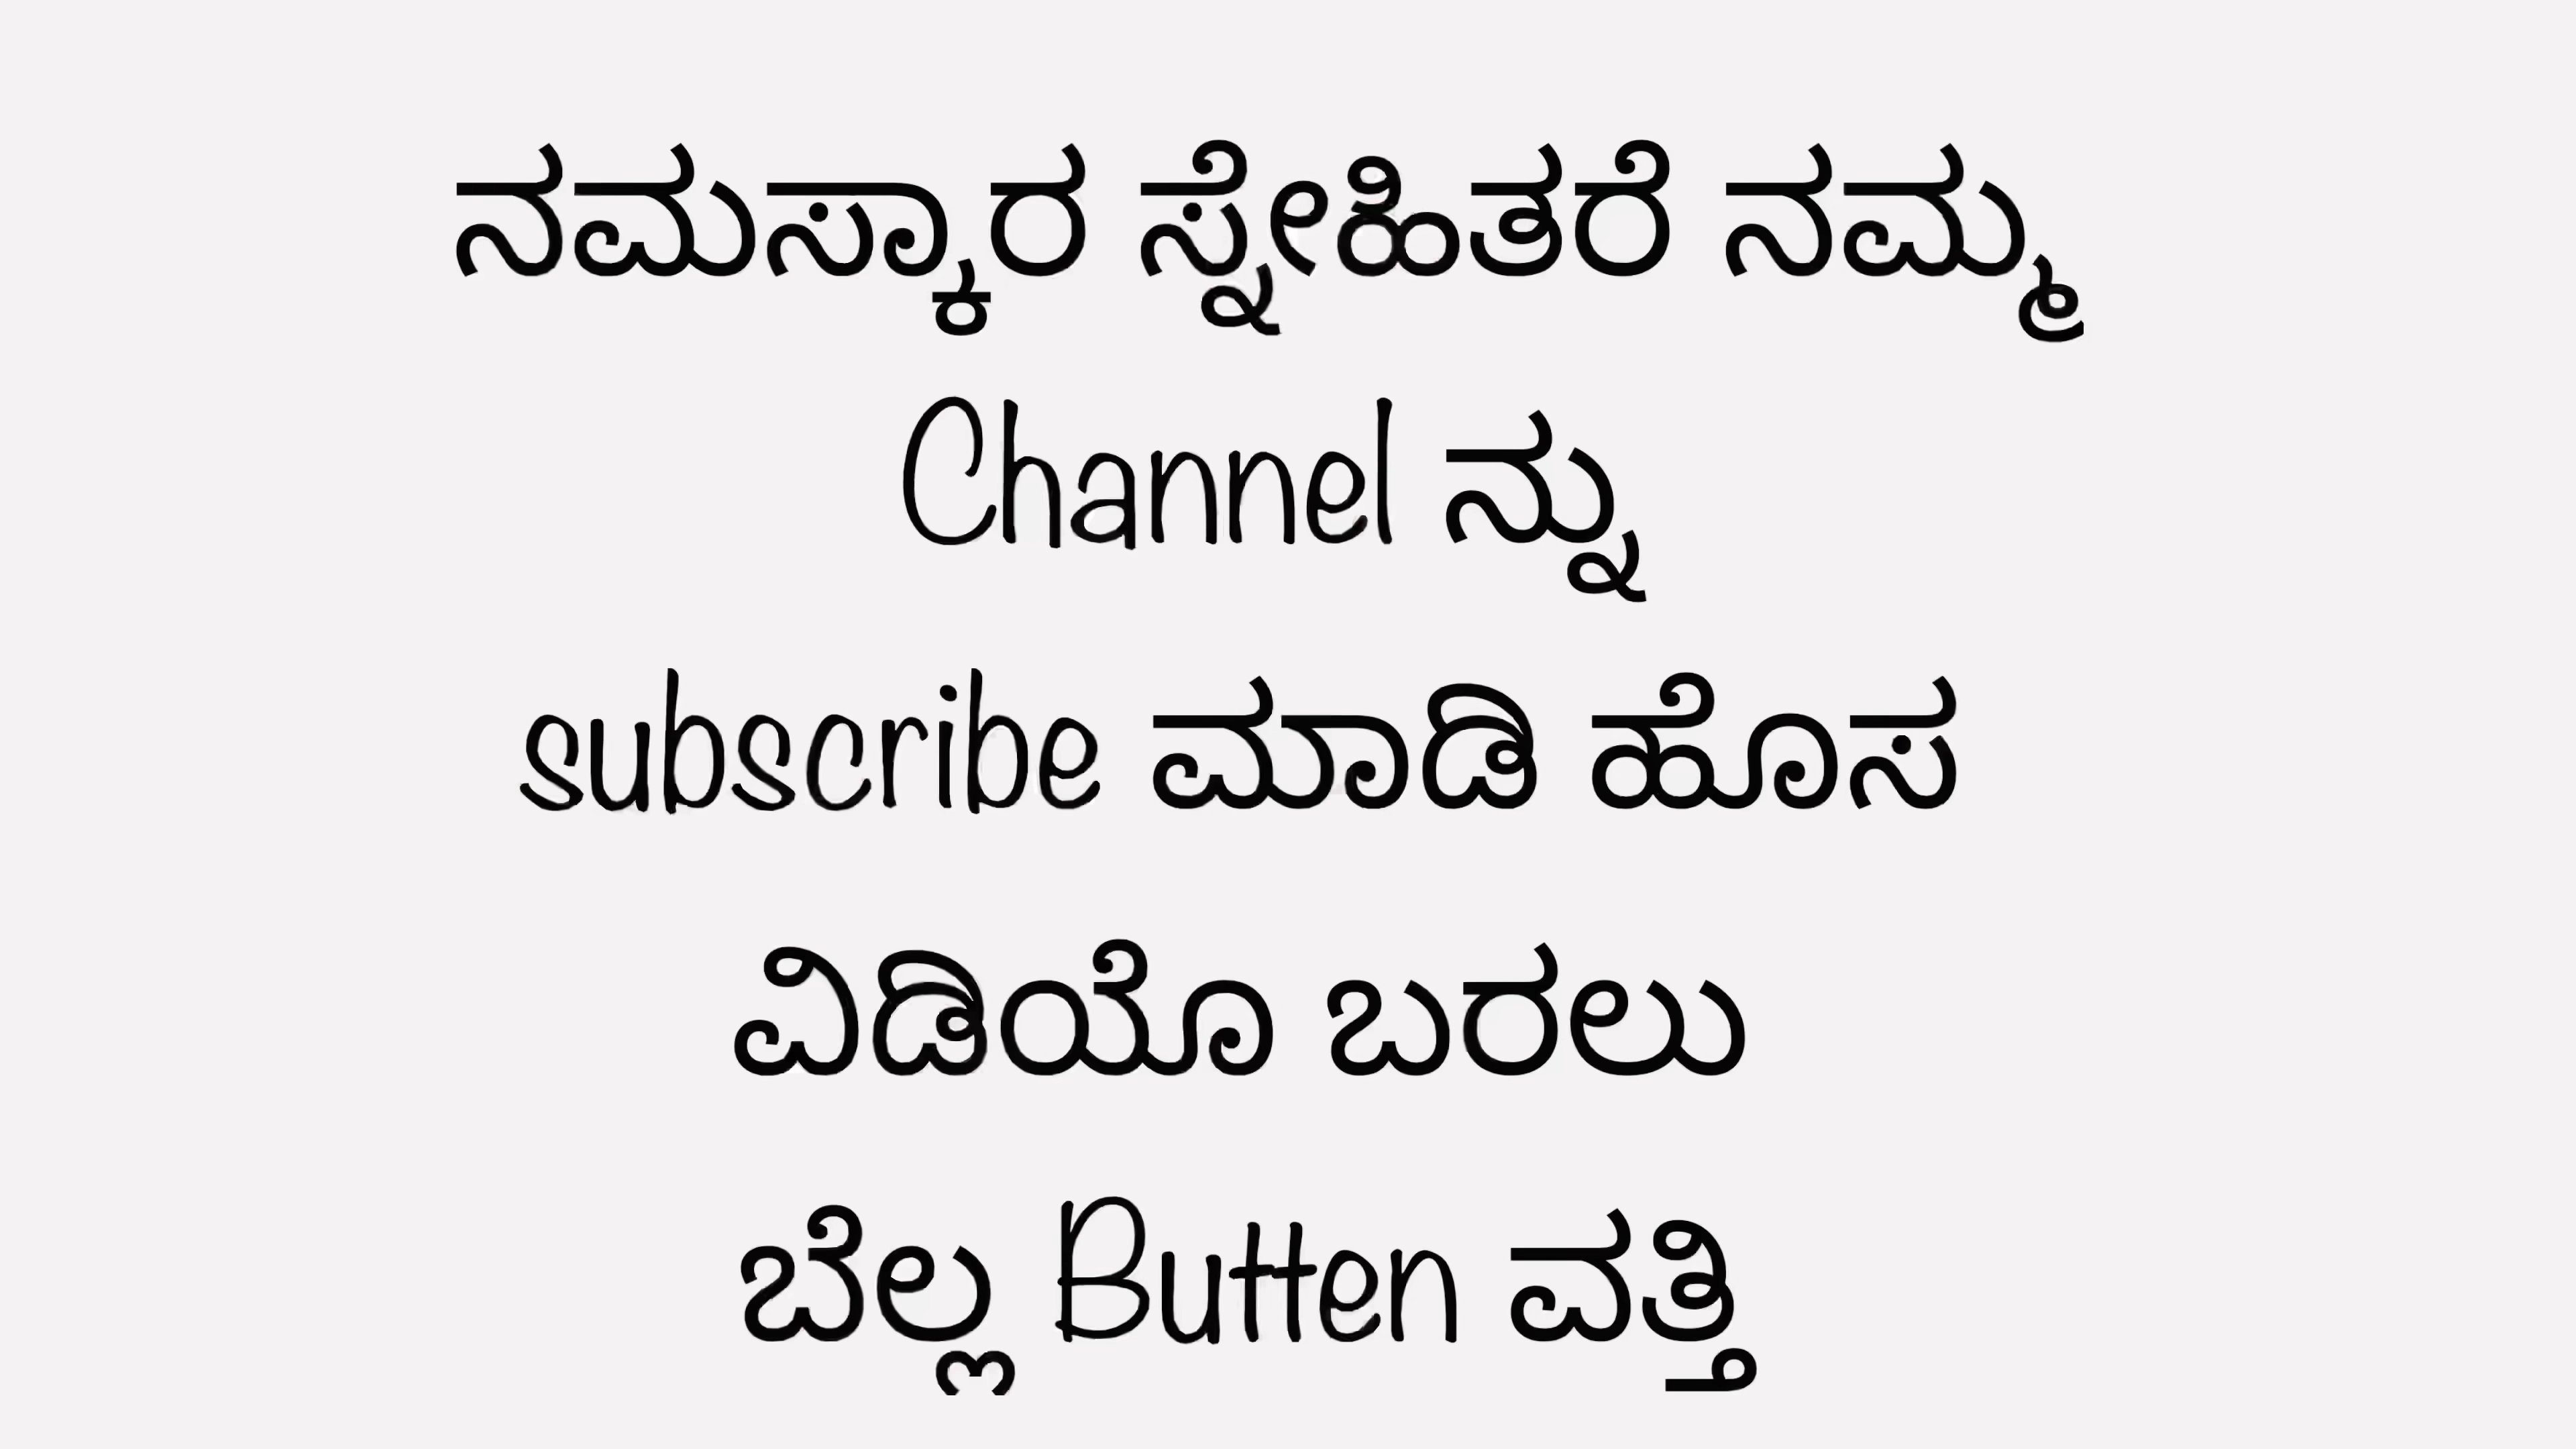 ನಮಸ್ಕಾರ ಸ್ನೇಹಿತರೆ ನಮ್ಮ
Channel ನ್ನು
subscribe ಮಾಡಿ ಹೊಸ
ವಿಡಿಯೊ ಬರಲು
ಬೆಲ್ಲ Butten ವತ್ತಿ